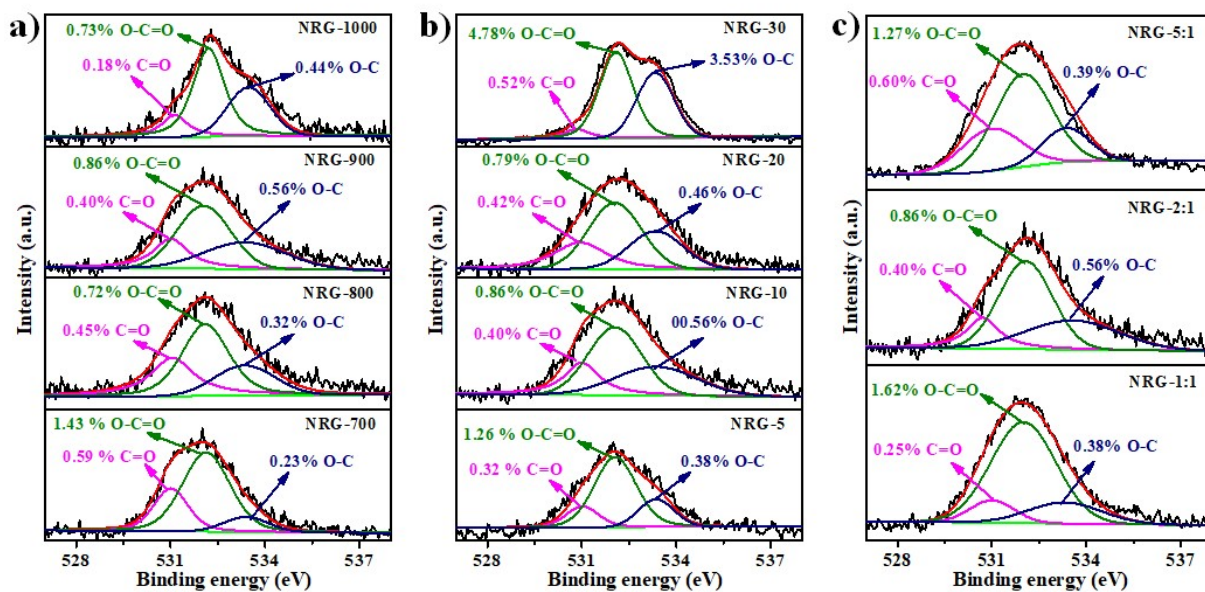 a)
Intensity (a.u.)
NRG-1000
0.73% O-C=O
0.18% C=O
0.44% O-C
NRG-900
0.86% O-C=O
0.40% C=O
0.56% O-C
NRG-800
0.72% O-C=O
0.45% C=O
0.32% O-C
NRG-700
1.43 % O-C=O
0.59 % C=O
0.23% O-C
528 531 534 537
Binding energy (eV)
b)
Intensity (a.u.)
NRG-30
4.78% O-C=O
0.52% C=O
3.53% O-C
NRG-20
0.79% O-C=O
0.42% C=O
0.46% O-C
NRG-10
0.86% O-C=O
0.40% C=O
00.56% O-C
NRG-5
1.26 % O-C=O
0.32 % C=O
0.38% O-C
528 531 534 537
Binding energy (eV)
c)
Intensity (a.u.)
NRG-5:1
1.27% O-C=O
0.60% C=O
0.39% O-C
NRG-2:1
0.86% O-C=O
0.40% C=O
0.56% O-C
NRG-1:1
1.62% O-C=O
0.25% C=O
0.38% O-C
528 531 534 537
Binding energy (eV)